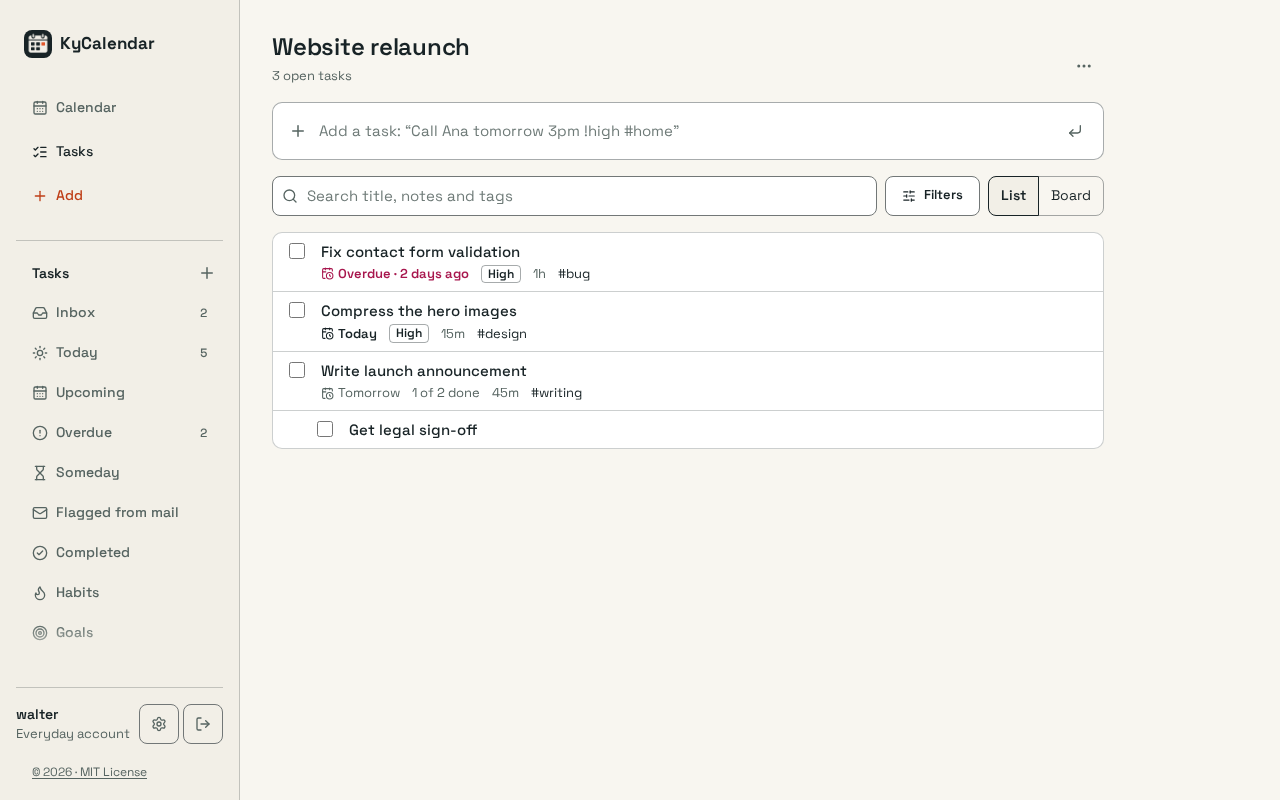 KyCalendar
Calendar
Tasks
Add
Tasks
Inbox 2
Today 5
Upcoming
Overdue 2
Someday
Flagged from mail
Completed
Habits
Goals
walter
Everyday account
© 2026 · MIT License
Website relaunch
3 open tasks
Add a task: “Call Ana tomorrow 3pm !high #home”
Search title, notes and tags
Filters
List
Board
Fix contact form validation
Overdue · 2 days ago High 1h #bug
Compress the hero images
Today High 15m #design
Write launch announcement
Tomorrow 1 of 2 done 45m #writing
Get legal sign-off